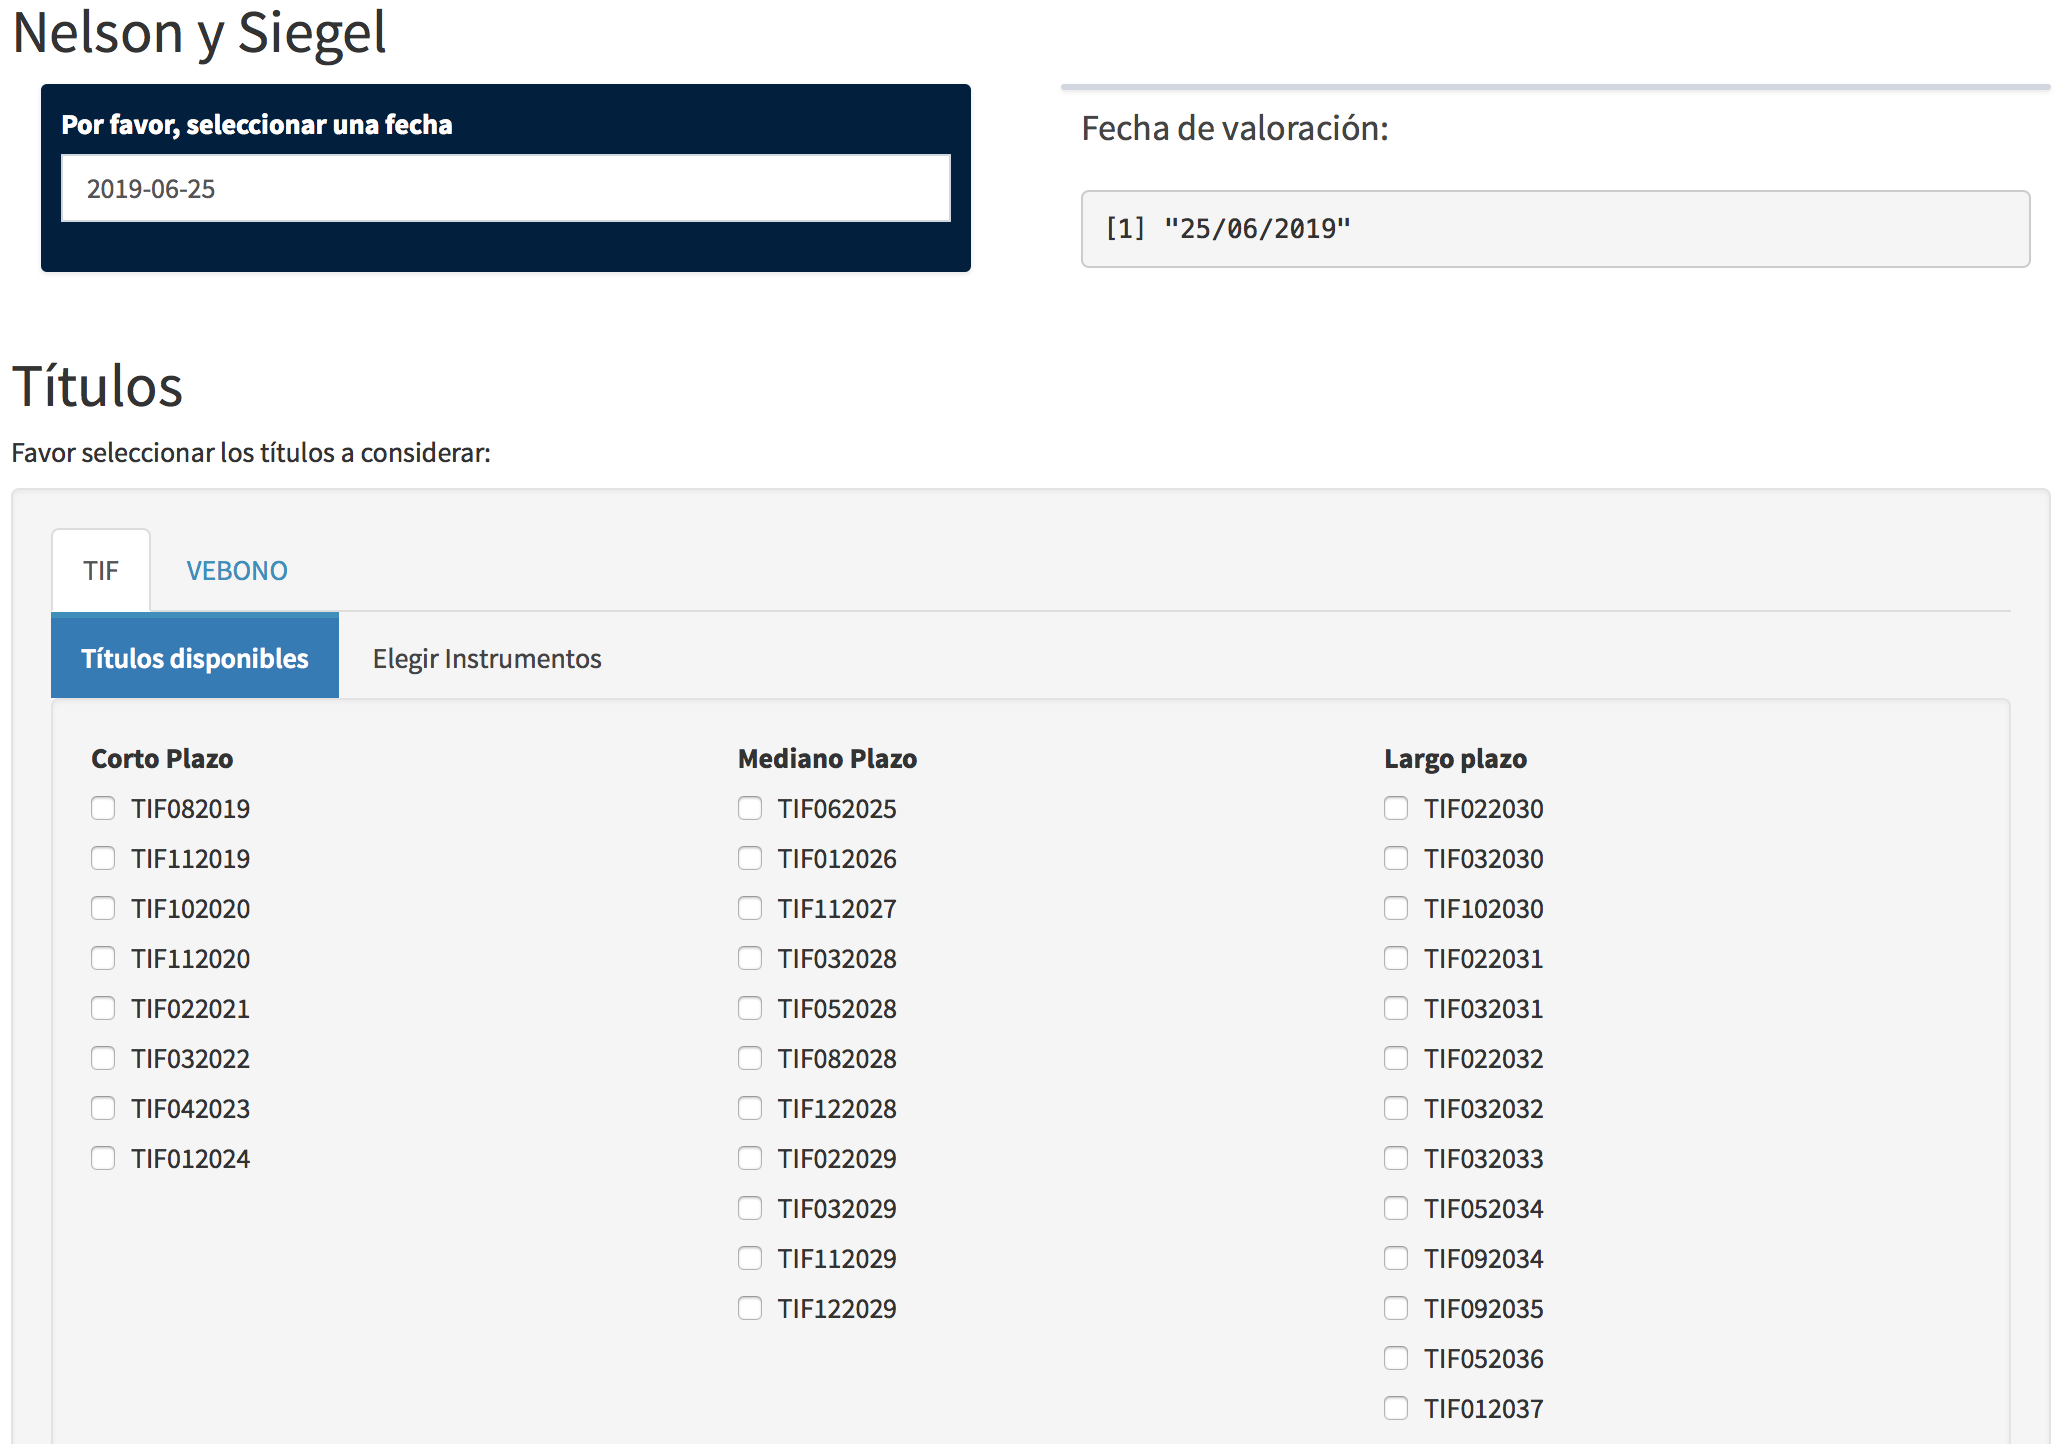 Nelson y Siegel
Por favor, seleccionar una fecha
2019-06-25
Fecha de valoración:
[1] "25/06/2019"
Títulos
Favor seleccionar los títulos a considerar:
TIF VEBONO
Títulos disponibles Elegir Instrumentos
Corto Plazo
TIF082019
TIF112019
TIF102020
TIF112020
TIF022021
TIF032022
TIF042023
TIF012024
Mediano Plazo
TIF062025
TIF012026
TIF112027
TIF032028
TIF052028
TIF082028
TIF122028
TIF022029
TIF032029
TIF112029
TIF122029
Largo plazo
TIF022030
TIF032030
TIF102030
TIF022031
TIF032031
TIF022032
TIF032032
TIF032033
TIF052034
TIF092034
TIF092035
TIF052036
TIF012037